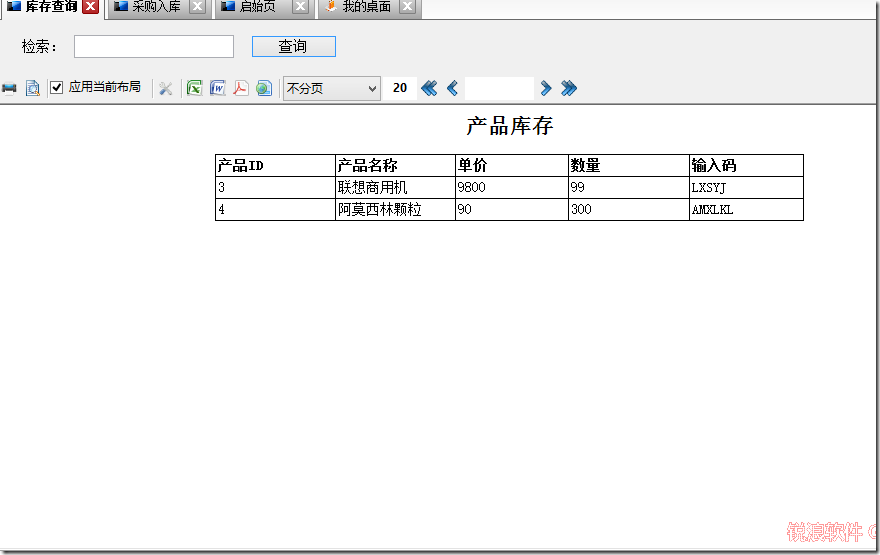 库存查询 采购入库 启始页 我的桌面
检索： 查询
应用当前布局 不分页 20
产品库存
产品ID 产品名称 单价 数量 输入码
3 联想商用机 9800 99 LXSYJ
4 阿莫西林颗粒 90 300 AMXLKL
锐浪软件 ©